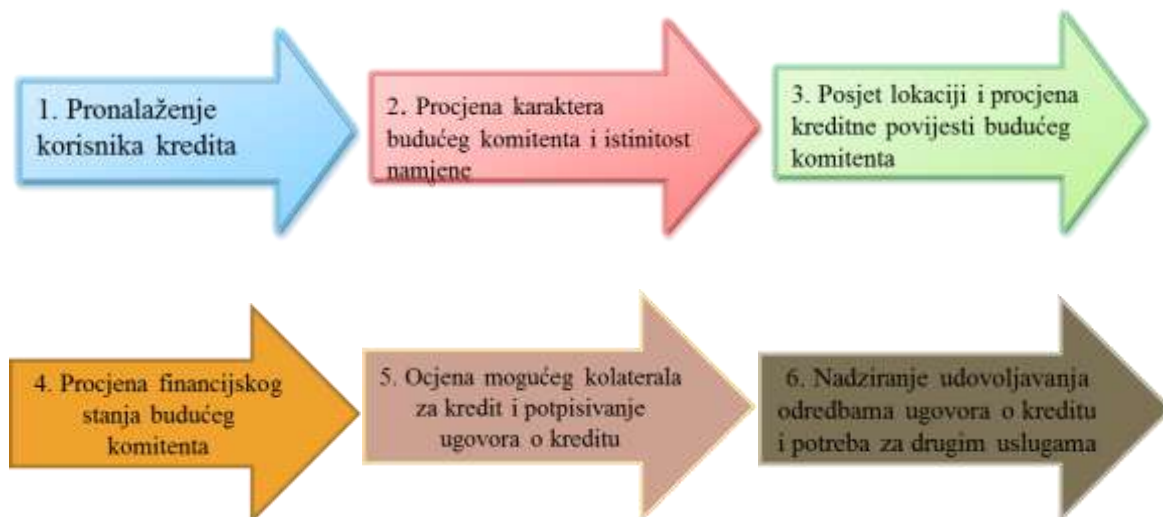 1. Pronalaženje
korisnika kredita
2. Procjena karaktera
budućeg komitenta i istinitost
namjene
3. Posjet lokaciji i procjena
kreditne povijesti budućeg
komitenta
4. Procjena financijskog
stanja budućeg
komitenta
5. Ocjena mogućeg kolaterala
za kredit i potpisivanje
ugovora o kreditu
6. Nadziranje udovoljavanja
odredbama ugovora o kreditu
i potreba za drugim uslugama